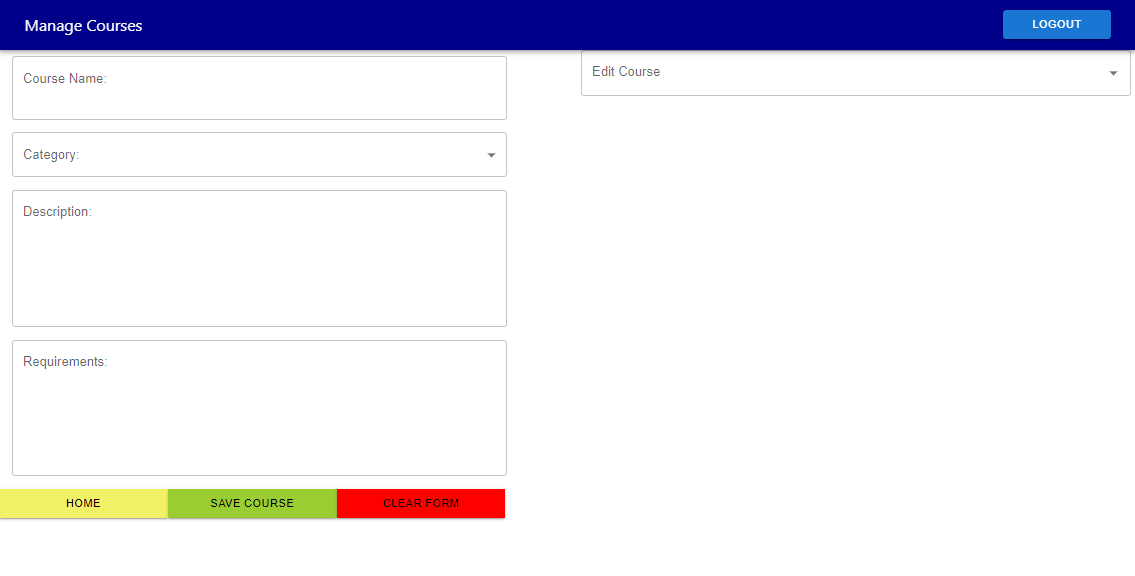 Manage Courses
LOGOUT
Course Name:
Edit Course
Category:
Description:
Requirements:
HOME
SAVE COURSE
CLEAR FORM